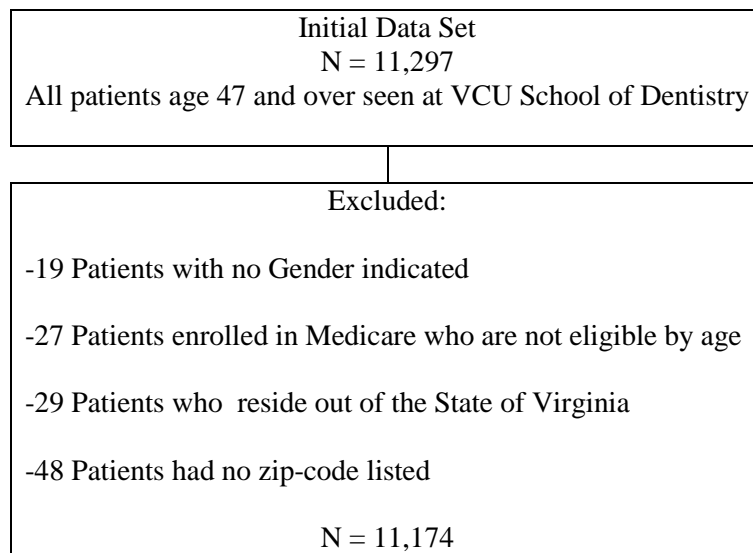 Initial Data Set
N = 11,297
All patients age 47 and over seen at VCU School of Dentistry
Excluded:
-19 Patients with no Gender indicated
-27 Patients enrolled in Medicare who are not eligible by age
-29 Patients who  reside out of the State of Virginia
-48 Patients had no zip-code listed
N = 11,174